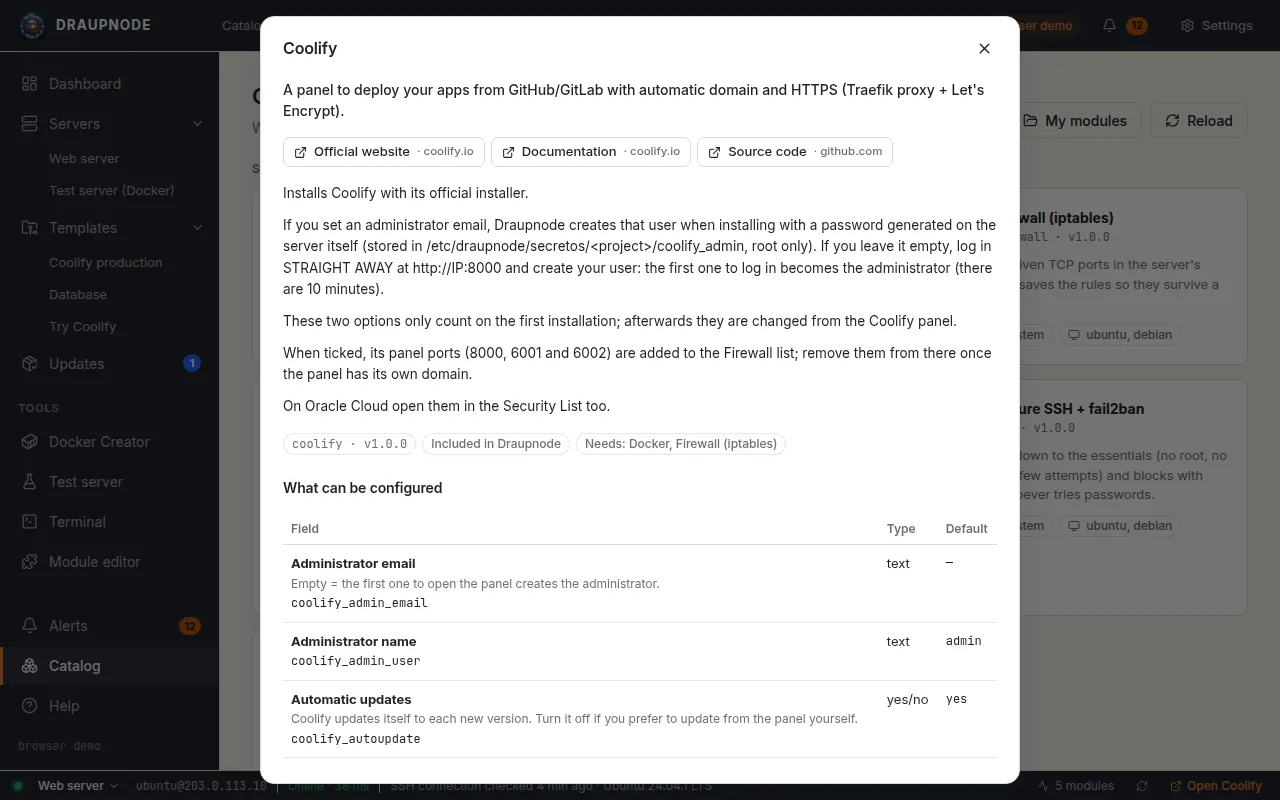 DRAUPNODE
Catalo
ser demo
12
Settings
Dashboard
Servers
Web server
Test server (Docker)
Templates
Coolify production
Database
Try Coolify
Updates
1
TOOLS
Docker Creator
Test server
Terminal
Module editor
Alerts
12
Catalog
Help
browser demo
Coolify
A panel to deploy your apps from GitHub/GitLab with automatic domain and HTTPS (Traefik proxy + Let's
Encrypt).
Official website · coolify.io
Documentation · coolify.io
Source code · github.com
Installs Coolify with its official installer.
If you set an administrator email, Draupnode creates that user when installing with a password generated on the
server itself (stored in /etc/draupnode/secretos/<project>/coolify_admin, root only). If you leave it empty, log in
STRAIGHT AWAY at http://IP:8000 and create your user: the first one to log in becomes the administrator (there
are 10 minutes).
These two options only count on the first installation; afterwards they are changed from the Coolify panel.
When ticked, its panel ports (8000, 6001 and 6002) are added to the Firewall list; remove them from there once
the panel has its own domain.
On Oracle Cloud open them in the Security List too.
coolify · v1.0.0
Included in Draupnode
Needs: Docker, Firewall (iptables)
What can be configured
Field Type Default
Administrator email text —
Empty = the first one to open the panel creates the administrator.
coolify_admin_email
Administrator name text admin
coolify_admin_user
Automatic updates yes/no yes
Coolify updates itself to each new version. Turn it off if you prefer to update from the panel yourself.
coolify_autoupdate
My modules
Reload
wall (iptables)
wall · v1.0.0
iven TCP ports in the server's
saves the rules so they survive a
stem
ubuntu, debian
ure SSH + fail2ban
· v1.0.0
down to the essentials (no root, no
few attempts) and blocks with
oever tries passwords.
stem
ubuntu, debian
Web server
ubuntu@203.0.113.10
Online · 38 ms
SSH connection checked 4 min ago · Ubuntu 24.04.1 LTS
5 modules
Open Coolify